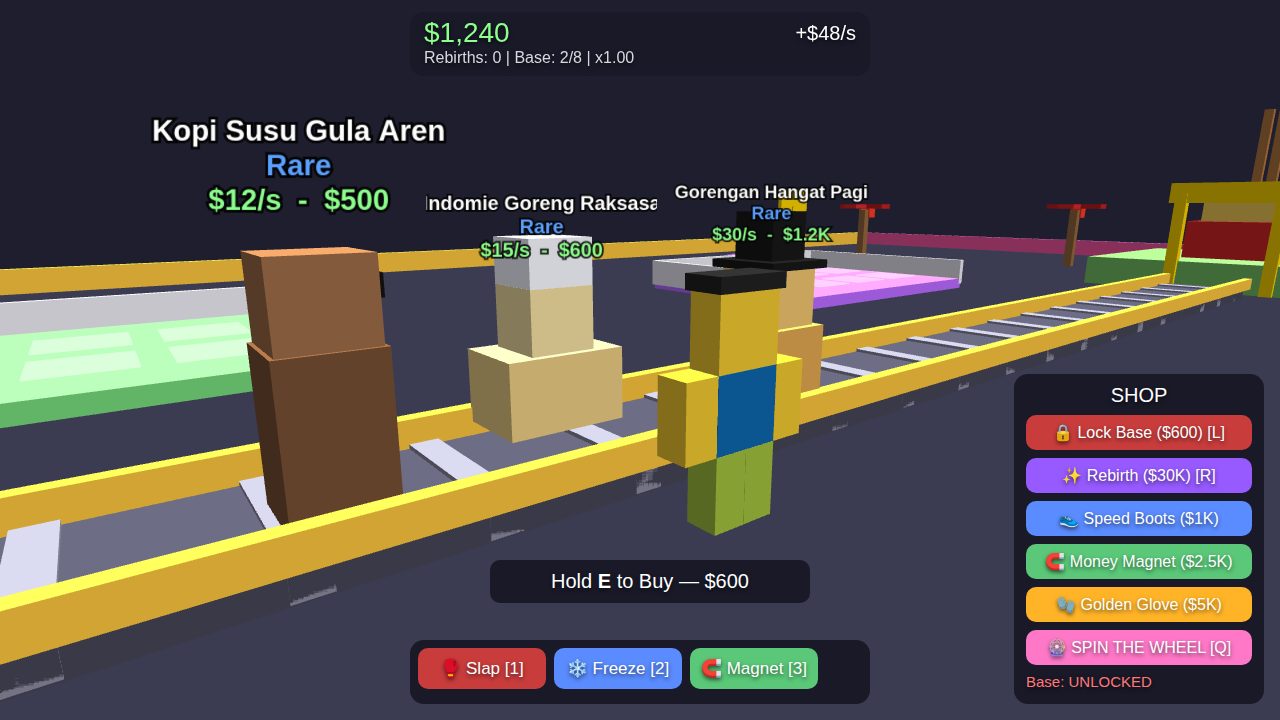 $1,240
+$48/s
Rebirths: 0 | Base: 2/8 | x1.00
Kopi Susu Gula Aren
Rare
$12/s - $500
Indomie Goreng Raksasa
Rare
$15/s - $600
Gorengan Hangat Pagi
Rare
$30/s - $1.2K
Hold E to Buy — $600
Slap [1]
Freeze [2]
Magnet [3]
SHOP
Lock Base ($600) [L]
Rebirth ($30K) [R]
Speed Boots ($1K)
Money Magnet ($2.5K)
Golden Glove ($5K)
SPIN THE WHEEL [Q]
Base: UNLOCKED